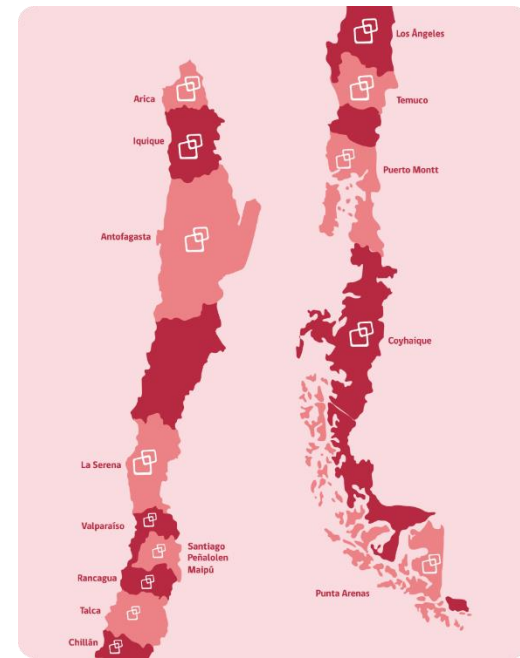 Arica
Iquique
Antofagasta
La Serena
Valparaíso
Santiago
Peñalolen
Maipú
Rancagua
Talca
Chillán
Los Ángeles
Temuco
Puerto Montt
Coyhaique
Punta Arenas